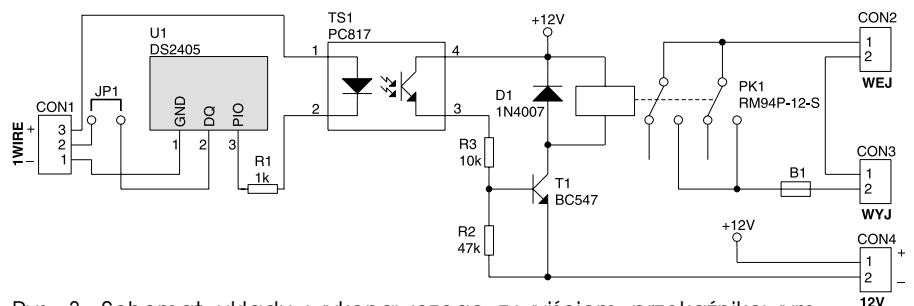 +12V
CON2
1
2
WEJ
U1
DS2405
TS1
PC817
1
4
2
3
JP1
CON1
1WIRE
+
3
2
1
–
GND
DQ
PIO
1
2
3
R1
1k
D1
1N4007
PK1
RM94P-12-S
R3
10k
T1
BC547
R2
47k
B1
CON3
1
2
WYJ
+12V
CON4
1
2
+
–
12V